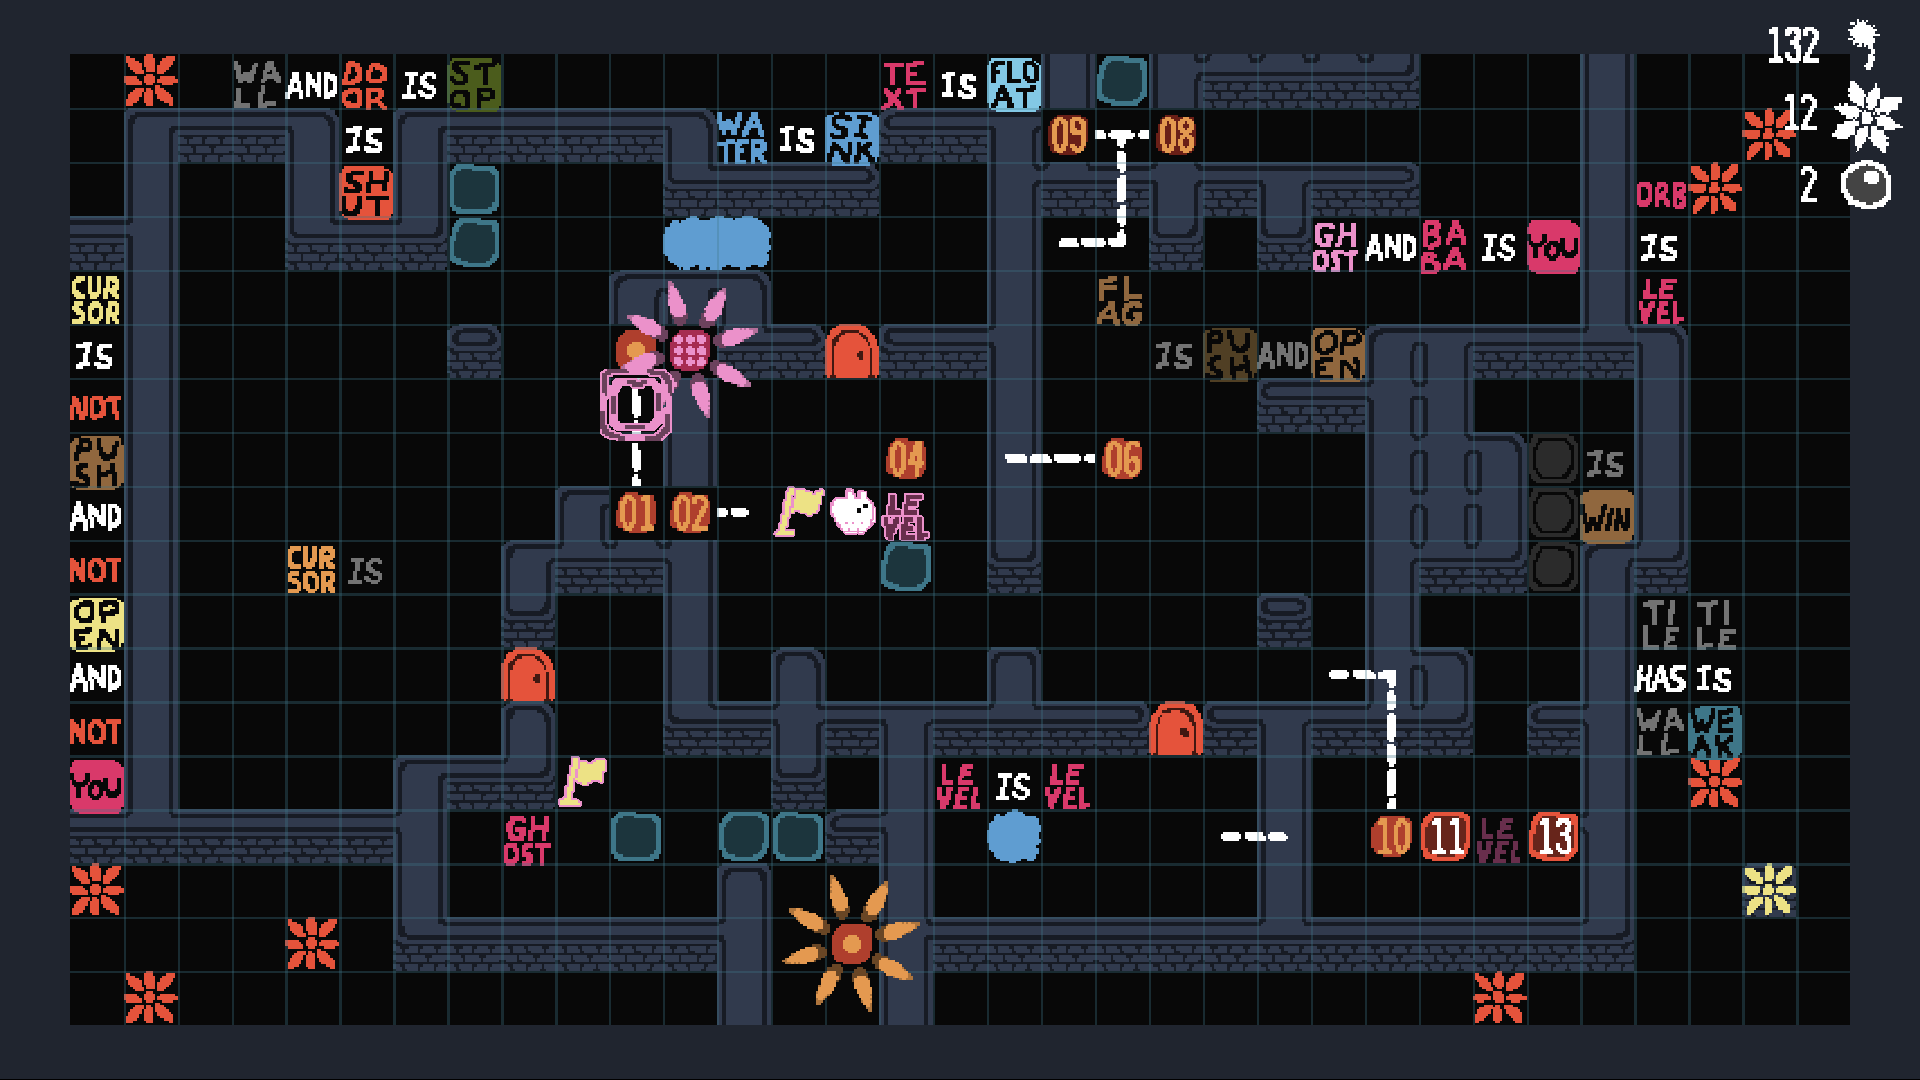 132
WALL AND DOOR IS STOP
TEXT IS FLOAT
12
IS
WATER IS SINK
09
08
SHUT
ORB
2
GHOST AND BABA IS YOU
IS
CURSOR
FLAG
LEVEL
IS
IS PUSH AND OPEN
NOT
PUSH
04
06
IS
AND
01
02
LEVEL
WIN
NOT
CURSOR IS
OPEN
TILE TILE
AND
HAS IS
NOT
WALL WEAK
YOU
LEVEL IS LEVEL
GHOST
10
11
LEVEL
13